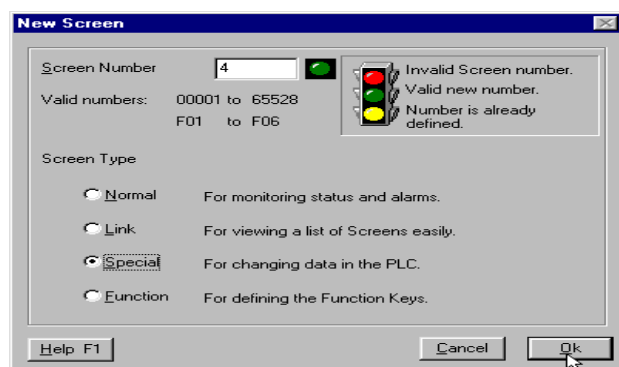 New Screen
Screen Number 4
Invalid Screen number.
Valid new number.
Number is already
defined.
Valid numbers: 00001 to 65528
F01 to F06
Screen Type
Normal For monitoring status and alarms.
Link For viewing a list of Screens easily.
Special For changing data in the PLC.
Function For defining the Function Keys.
Help F1 Cancel Ok